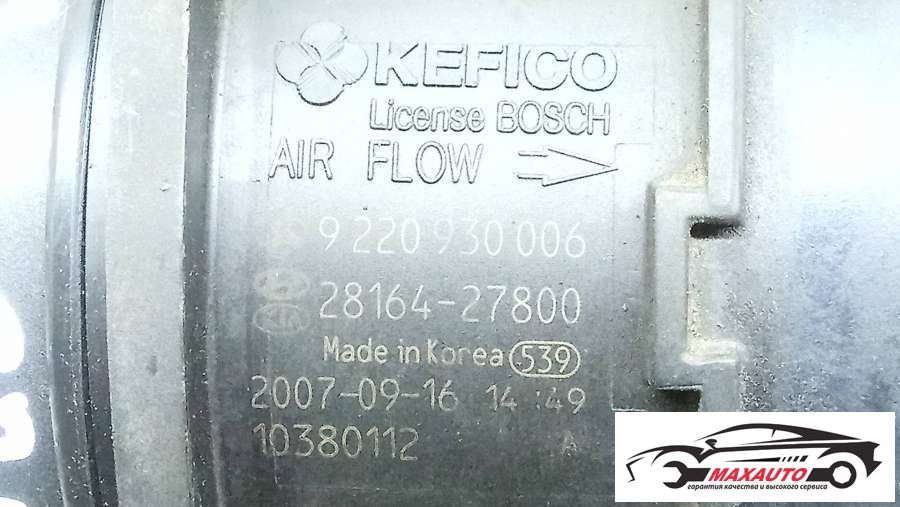 KEFICO
License BOSCH
AIR FLOW
9 220 930 006
28164-27800
KIA
Made in Korea 539
2007-09-16 14:49
10380112 A
MAXAUTO
гарантия качества и высокого сервиса